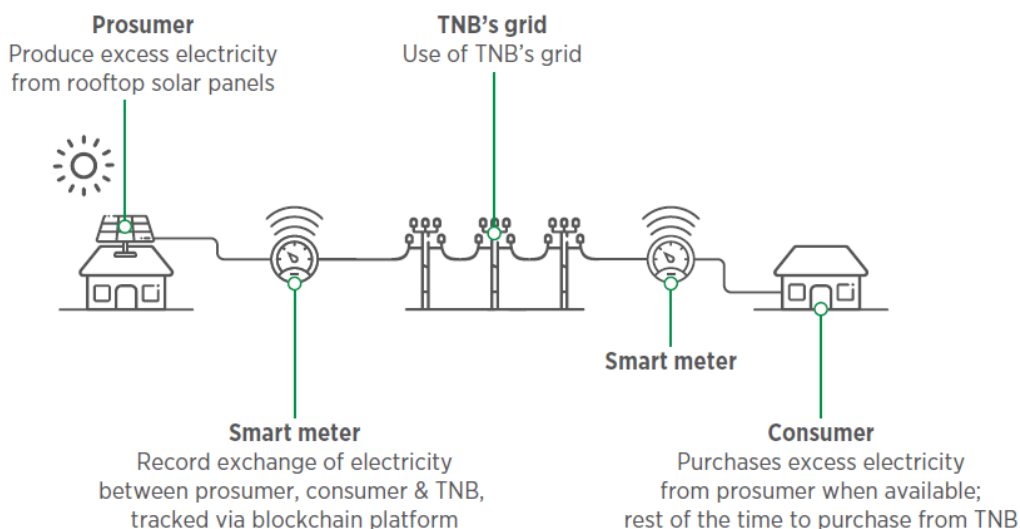 Prosumer
Produce excess electricity
from rooftop solar panels
TNB's grid
Use of TNB's grid
Smart meter
Record exchange of electricity
between prosumer, consumer & TNB,
tracked via blockchain platform
Smart meter
Consumer
Purchases excess electricity
from prosumer when available;
rest of the time to purchase from TNB